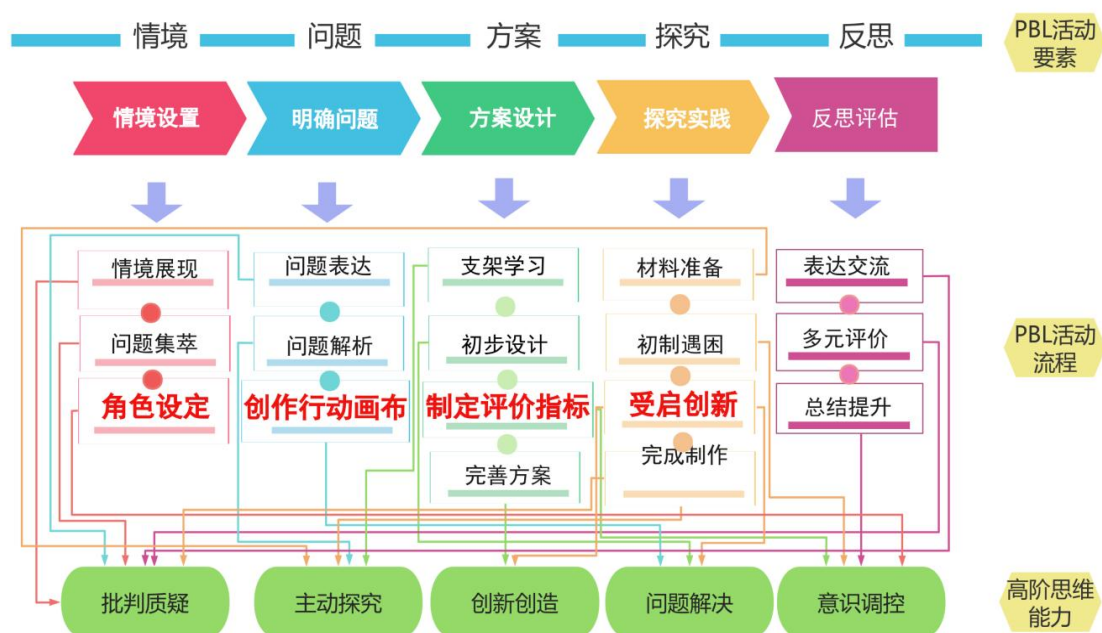 情境
问题
方案
探究
反思
PBL活动
要素
情境设置
明确问题
方案设计
探究实践
反思评估
情境展现
问题表达
支架学习
材料准备
表达交流
问题集萃
问题解析
初步设计
初制遇困
多元评价
PBL活动
流程
角色设定
创作行动画布
制定评价指标
受启创新
总结提升
完善方案
完成制作
批判质疑
主动探究
创新创造
问题解决
意识调控
高阶思维
能力